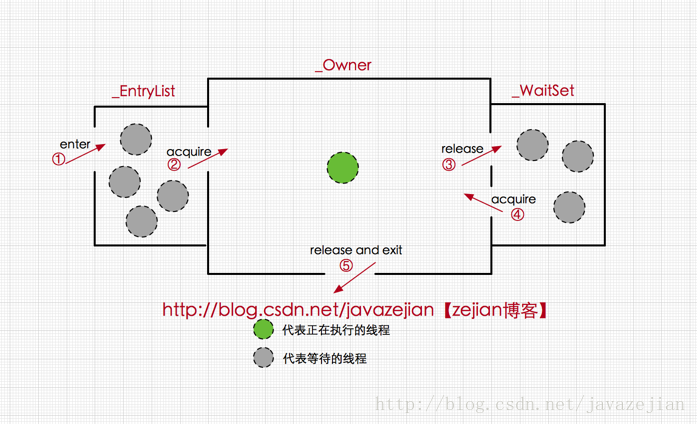 _Owner
_EntryList
_WaitSet
enter
①
acquire
②
release
③
acquire
④
release and exit
⑤
http://blog.csdn.net/javazejian【zejian博客】
代表正在执行的线程
代表等待的线程
http://blog.csdn.net/javazejian